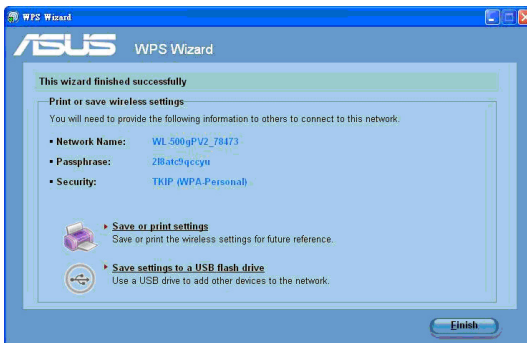 WPS Wizard
ASUS WPS Wizard
This wizard finished successfully
Print or save wireless settings
You will need to provide the following information to others to connect to this network.
▪ Network Name: WL-500gPV2_78473
▪ Passphrase: 2l8atc9qccyu
▪ Security: TKIP (WPA-Personal)
Save or print settings
Save or print the wireless settings for future reference.
Save settings to a USB flash drive
Use a USB drive to add other devices to the network.
Finish